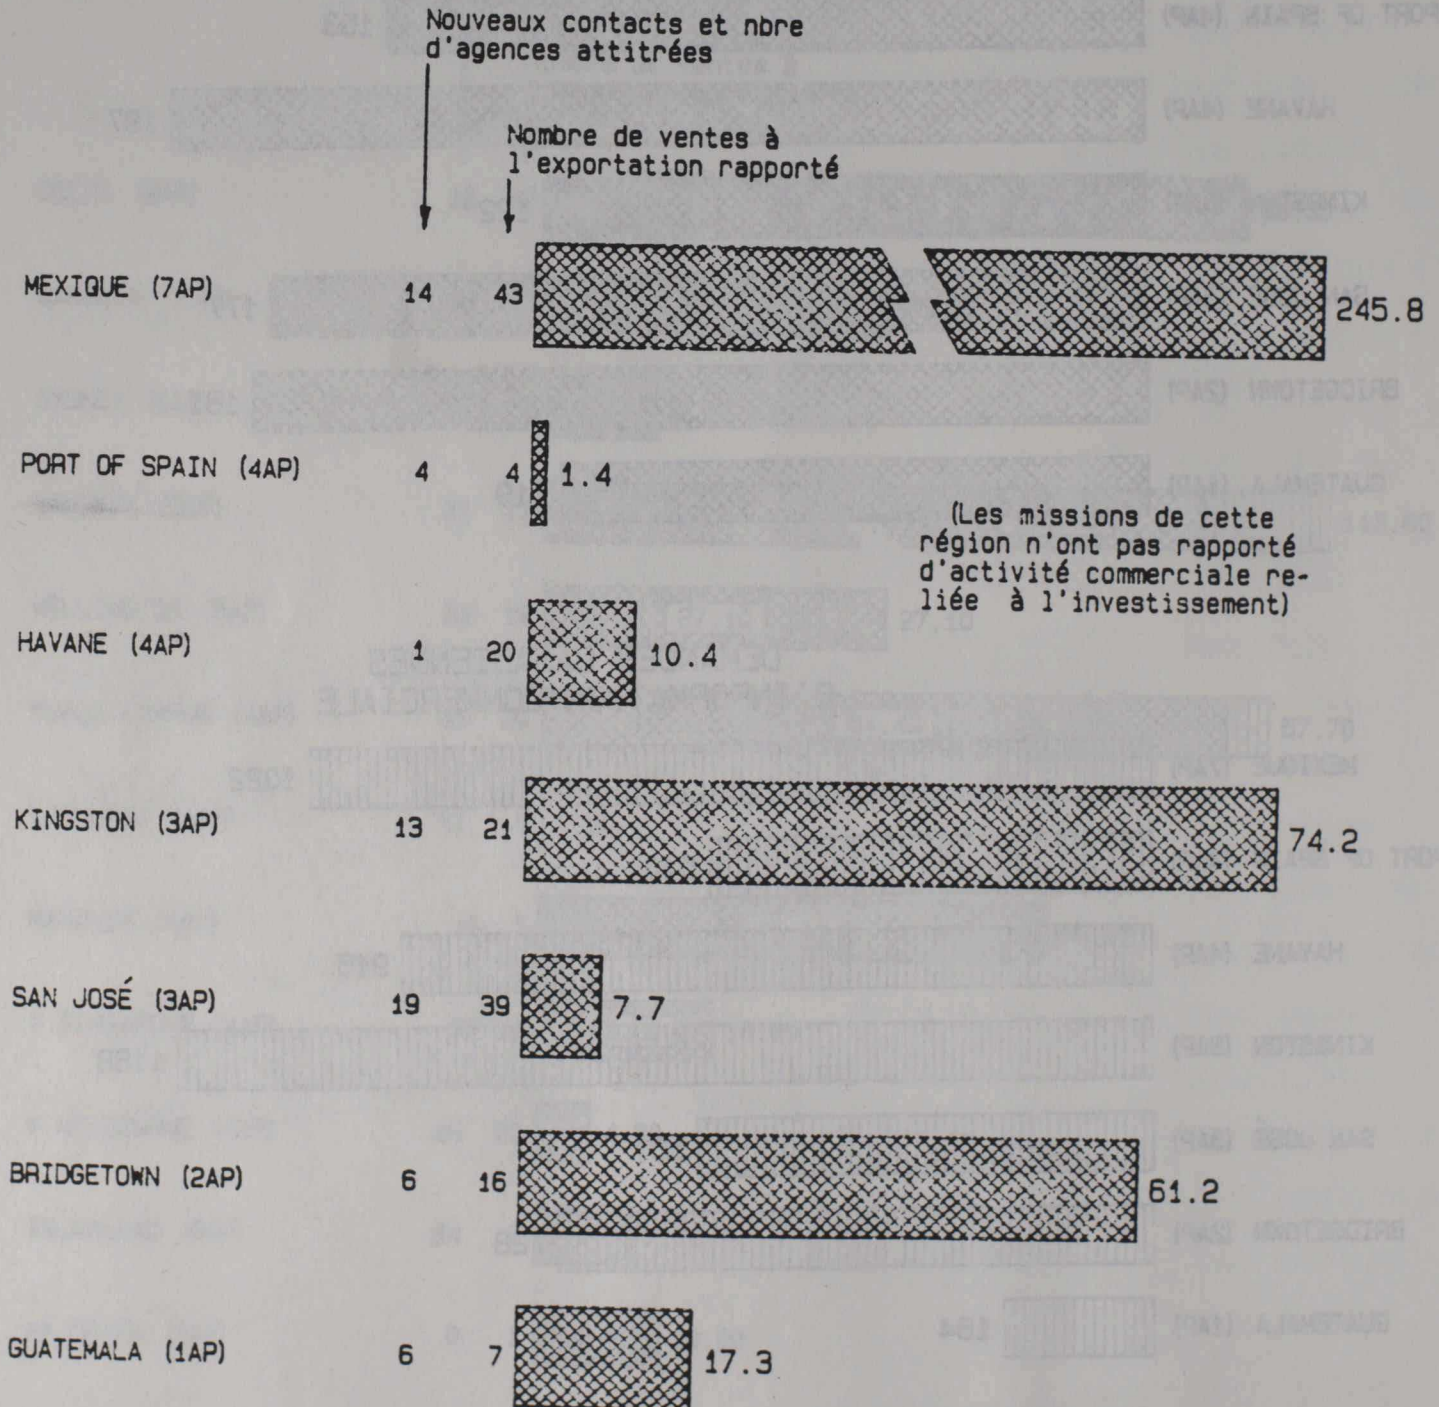 Nouveaux contacts et nbre
d'agences attitrées
Nombre de ventes à
l'exportation rapporté
MEXIQUE (7AP) 14 43 245.8
PORT OF SPAIN (4AP) 4 4 1.4
(Les missions de cette
région n'ont pas rapporté
d'activité commerciale re-
liée à l'investissement)
HAVANE (4AP) 1 20 10.4
KINGSTON (3AP) 13 21 74.2
SAN JOSÉ (3AP) 19 39 7.7
BRIDGETOWN (2AP) 6 16 61.2
GUATEMALA (1AP) 6 7 17.3